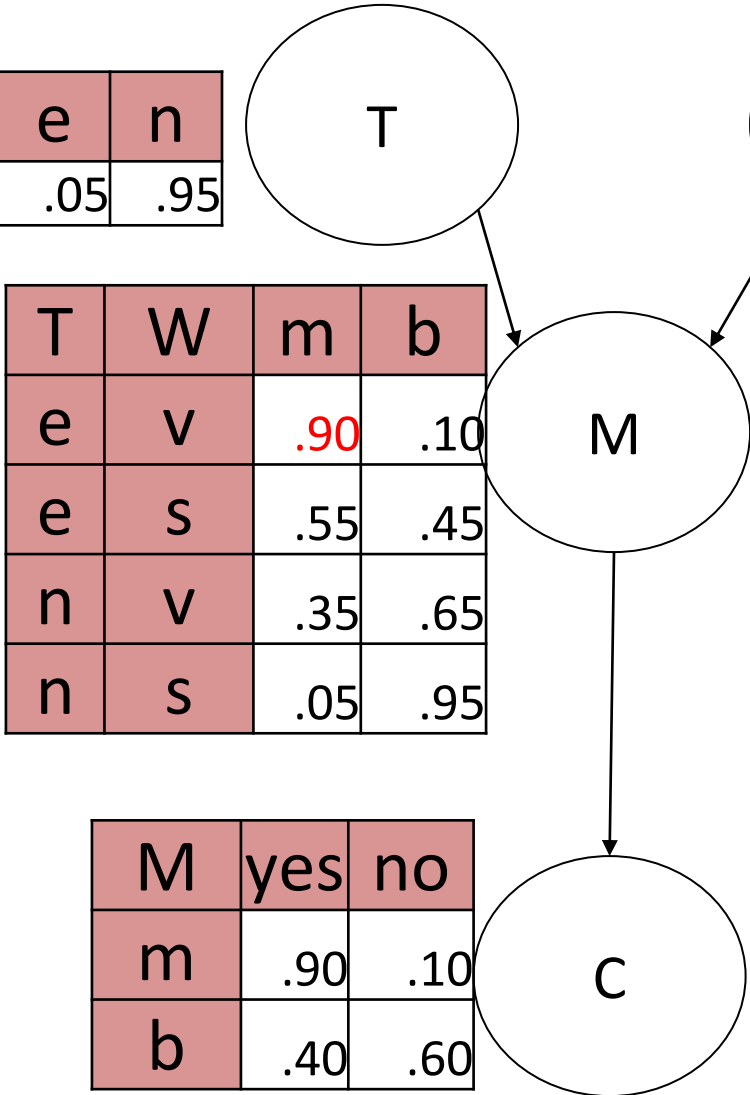 e n
.05 .95
T
T W m b
e v .90 .10
e s .55 .45
n v .35 .65
n s .05 .95
M
M yes no
m .90 .10
b .40 .60
C